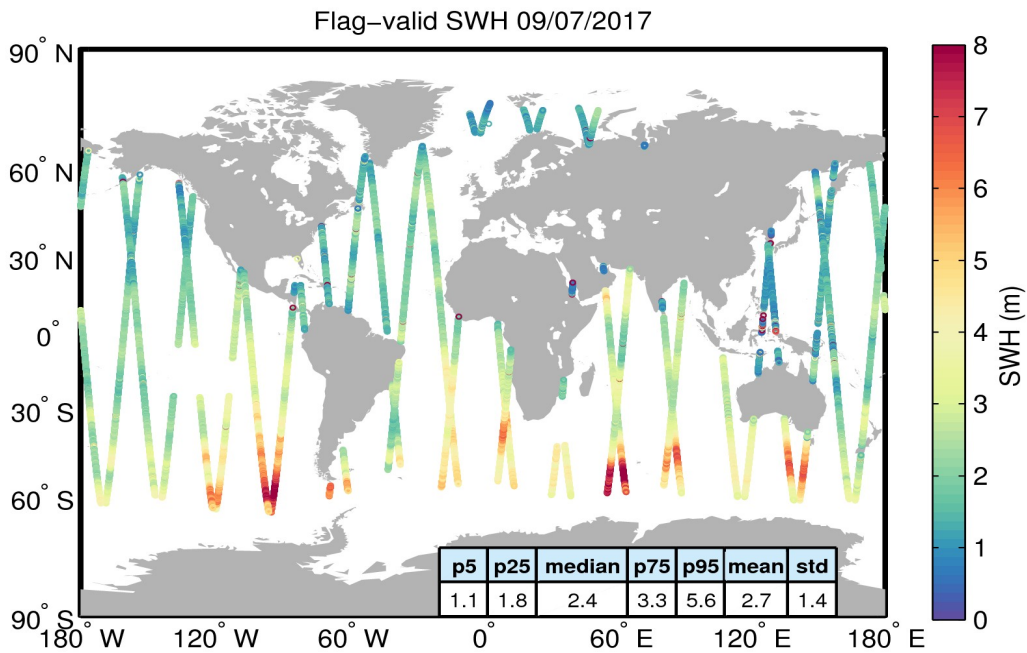 Flag−valid SWH 09/07/2017
90° N
60° N
30° N
0°
30° S
60° S
90° S
180° W
120° W
60° W
0°
60° E
120° E
180° E
p5 p25 median p75 p95 mean std
1.1 1.8 2.4 3.3 5.6 2.7 1.4
8
7
6
5
4
3
2
1
0
SWH (m)